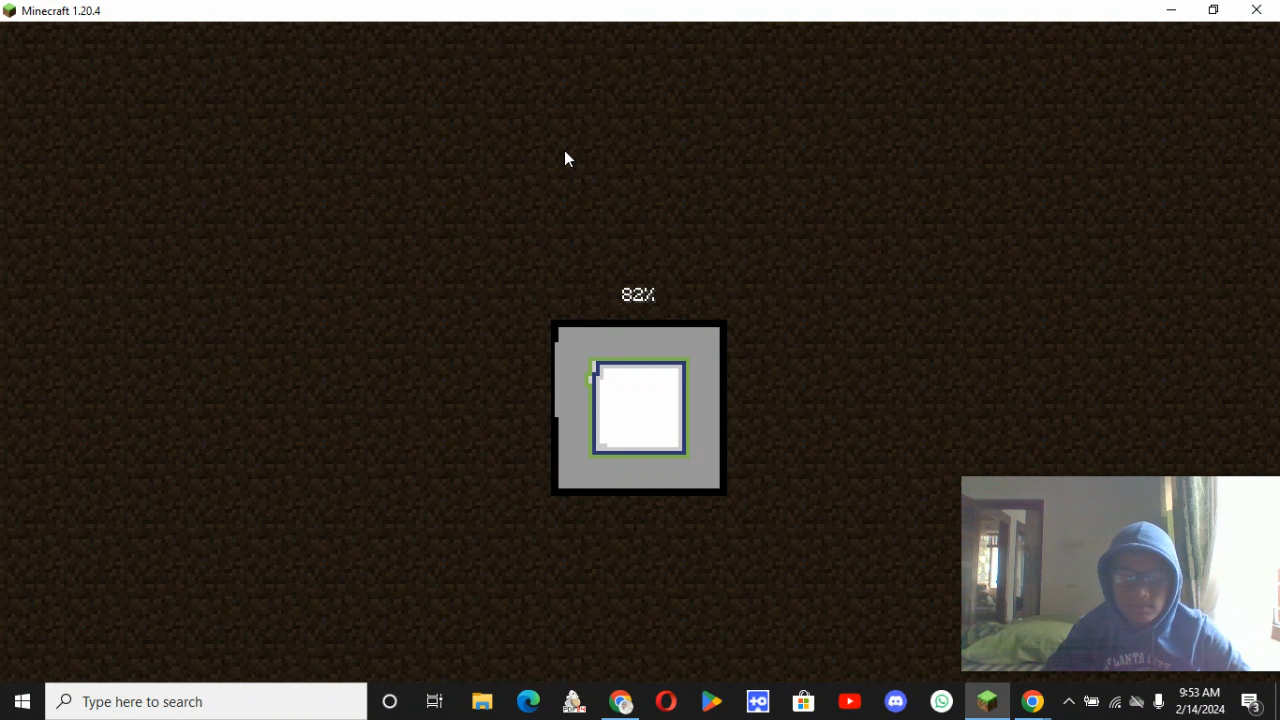 Minecraft 1.20.4
82%
Type here to search
9:53 AM
2/14/2024
3